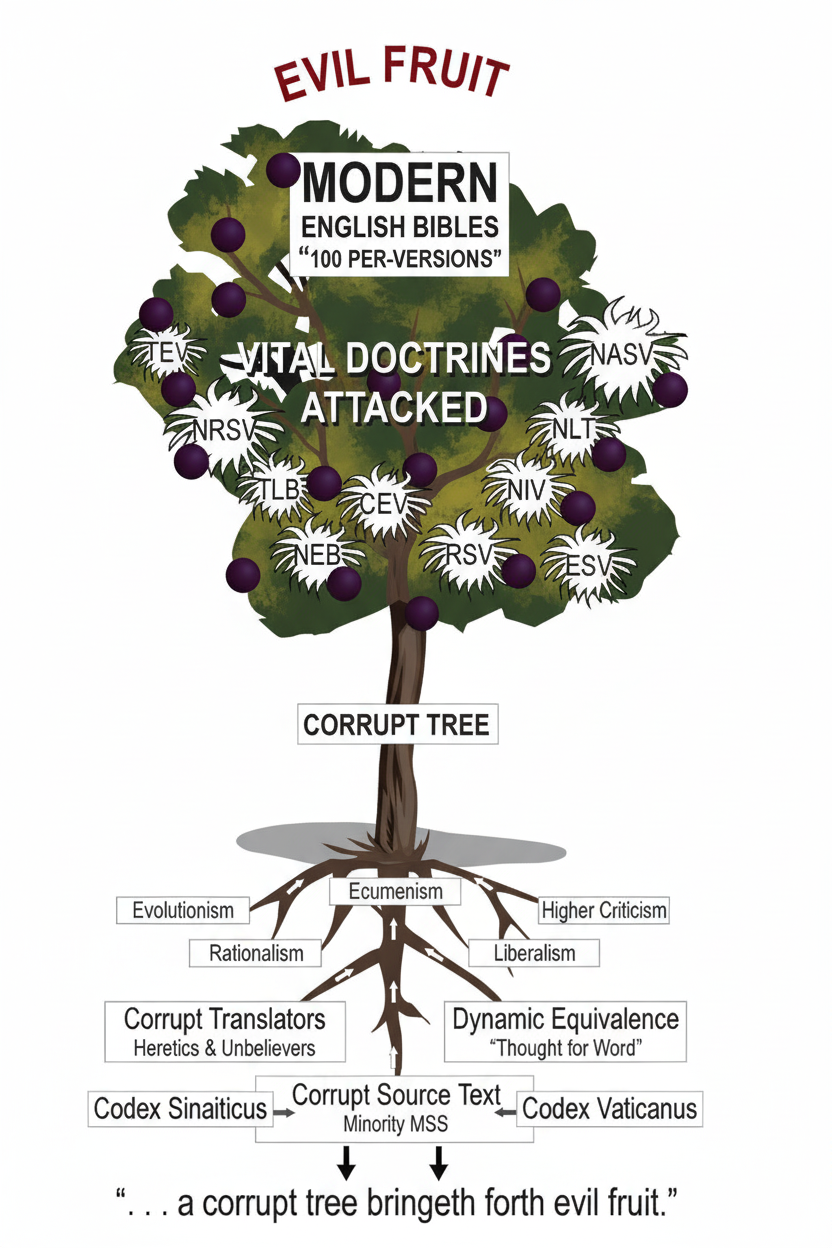 EVIL FRUIT
MODERN
ENGLISH BIBLES
“100 PER-VERSIONS”
VITAL DOCTRINES
ATTACKED
TEV
NASV
NRSV
NLT
TLB
CEV
NIV
NEB
RSV
ESV
CORRUPT TREE
Ecumenism
Evolutionism
Higher Criticism
Rationalism
Liberalism
Corrupt Translators
Heretics & Unbelievers
Dynamic Equivalence
“Thought for Word”
Corrupt Source Text
Minority MSS
Codex Sinaiticus
Codex Vaticanus
“. . . a corrupt tree bringeth forth evil fruit.”